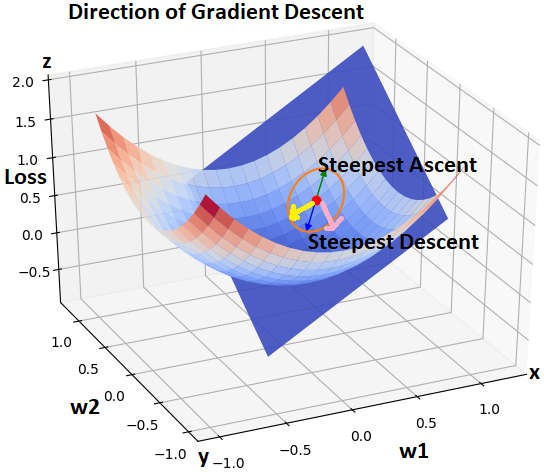 Direction of Gradient Descent
z
2.0
1.5
1.0
Loss
0.5
0.0
−0.5
Steepest Ascent
Steepest Descent
1.0
0.5
0.0
−0.5
−1.0
w2
y
−1.0
−0.5
0.0
0.5
1.0
w1
x